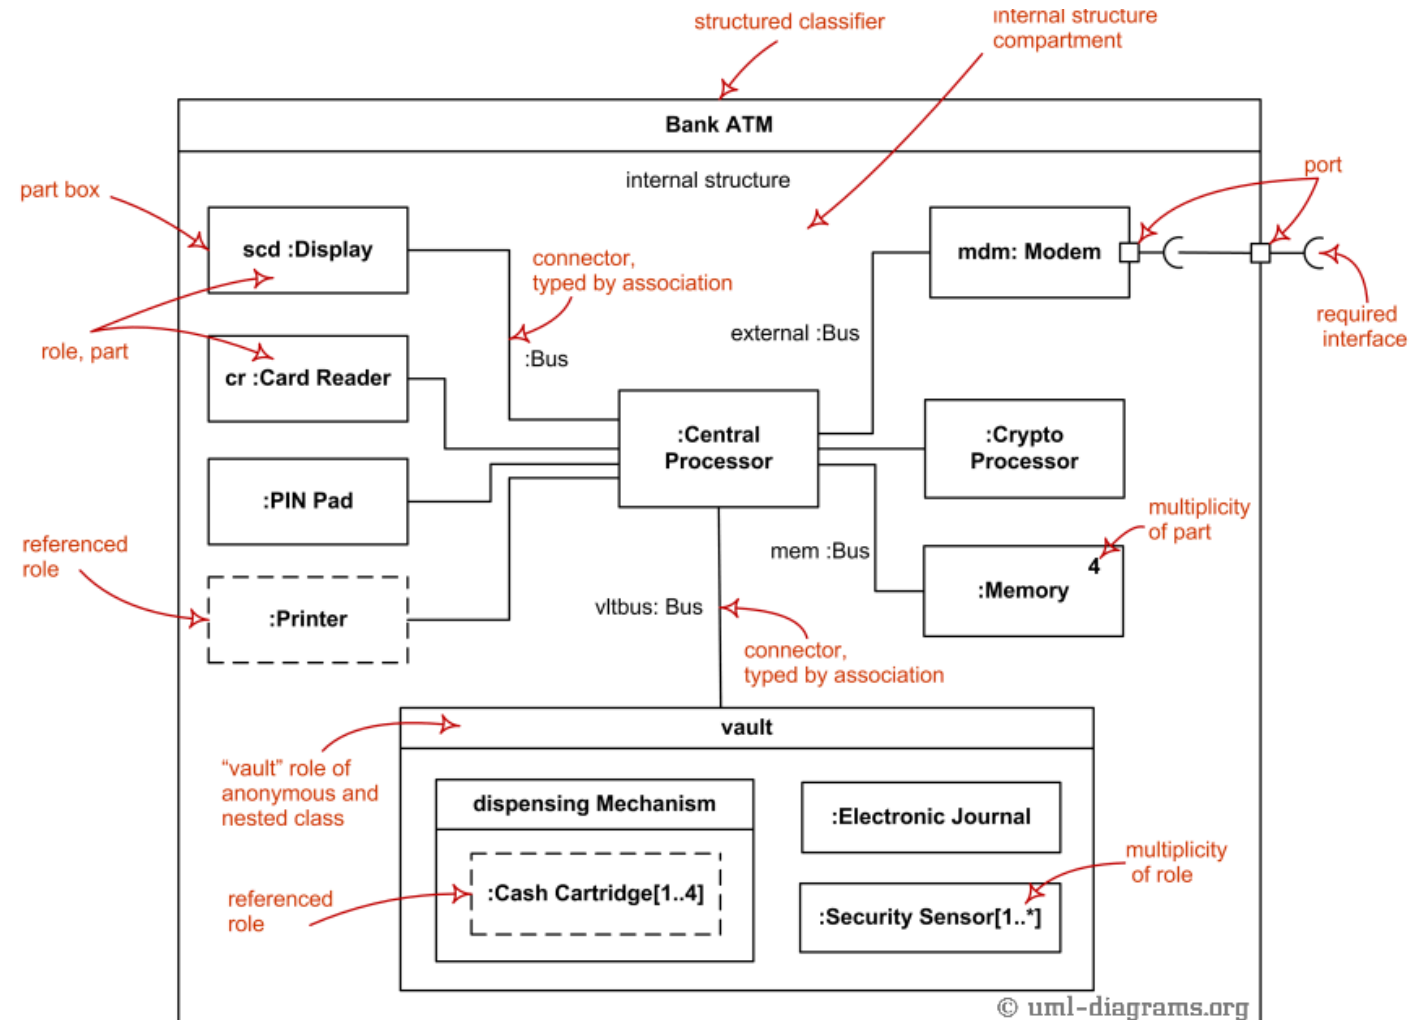 structured classifier
internal structure
compartment
Bank ATM
internal structure
port
part box
scd :Display
mdm: Modem
connector,
typed by association
required
interface
external :Bus
role, part
:Bus
cr :Card Reader
:Central
Processor
:Crypto
Processor
:PIN Pad
multiplicity
of part
referenced
role
mem :Bus
4
:Memory
:Printer
vltbus: Bus
connector,
typed by association
vault
“vault” role of
anonymous and
nested class
dispensing Mechanism
:Electronic Journal
multiplicity
of role
referenced
role
:Cash Cartridge[1..4]
:Security Sensor[1..*]
© uml-diagrams.org